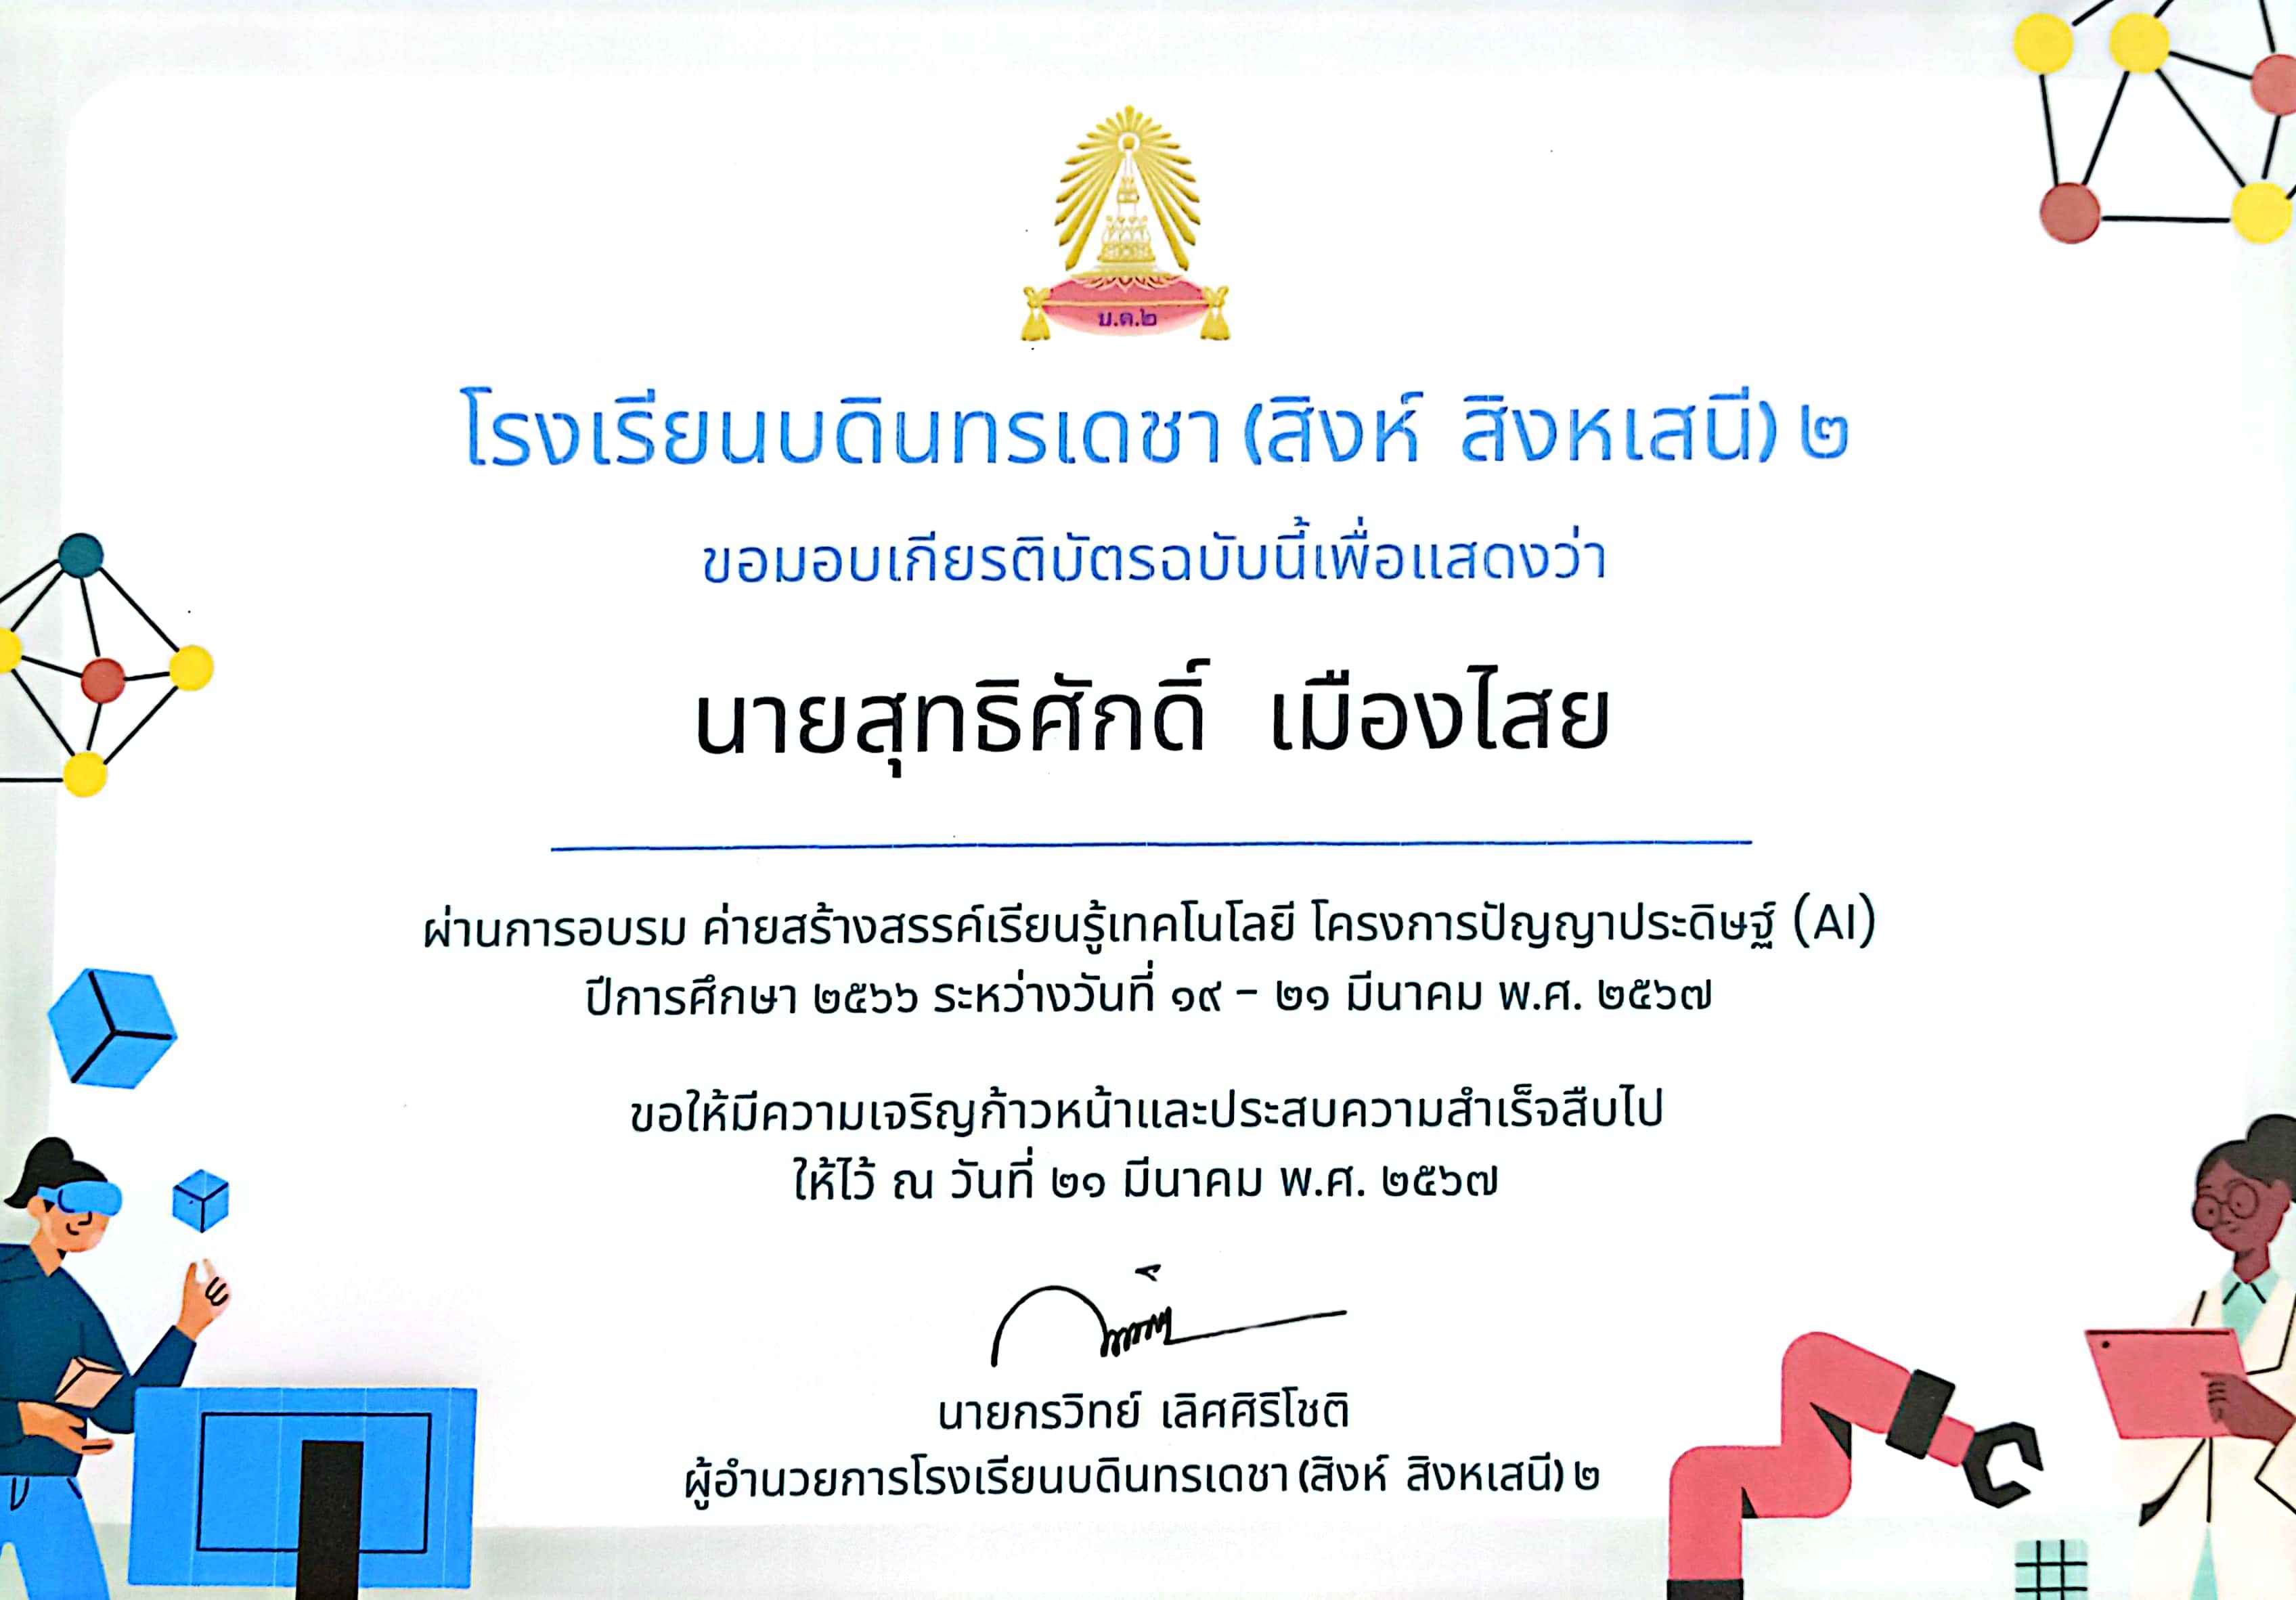 บ.ด.๒
โรงเรียนบดินทรเดชา (สิงห์ สิงหเสนี) ๒
ขอมอบเกียรติบัตรฉบับนี้เพื่อแสดงว่า
นายสุทธิศักดิ์ เมืองไสย
ผ่านการอบรม ค่ายสร้างสรรค์เรียนรู้เทคโนโลยี โครงการปัญญาประดิษฐ์ (AI)
ปีการศึกษา ๒๕๖๖ ระหว่างวันที่ ๑๙ - ๒๑ มีนาคม พ.ศ. ๒๕๖๗
ขอให้มีความเจริญก้าวหน้าและประสบความสำเร็จสืบไป
ให้ไว้ ณ วันที่ ๒๑ มีนาคม พ.ศ. ๒๕๖๗
นายกรวิทย์ เลิศศิริโชติ
ผู้อำนวยการโรงเรียนบดินทรเดชา (สิงห์ สิงหเสนี) ๒